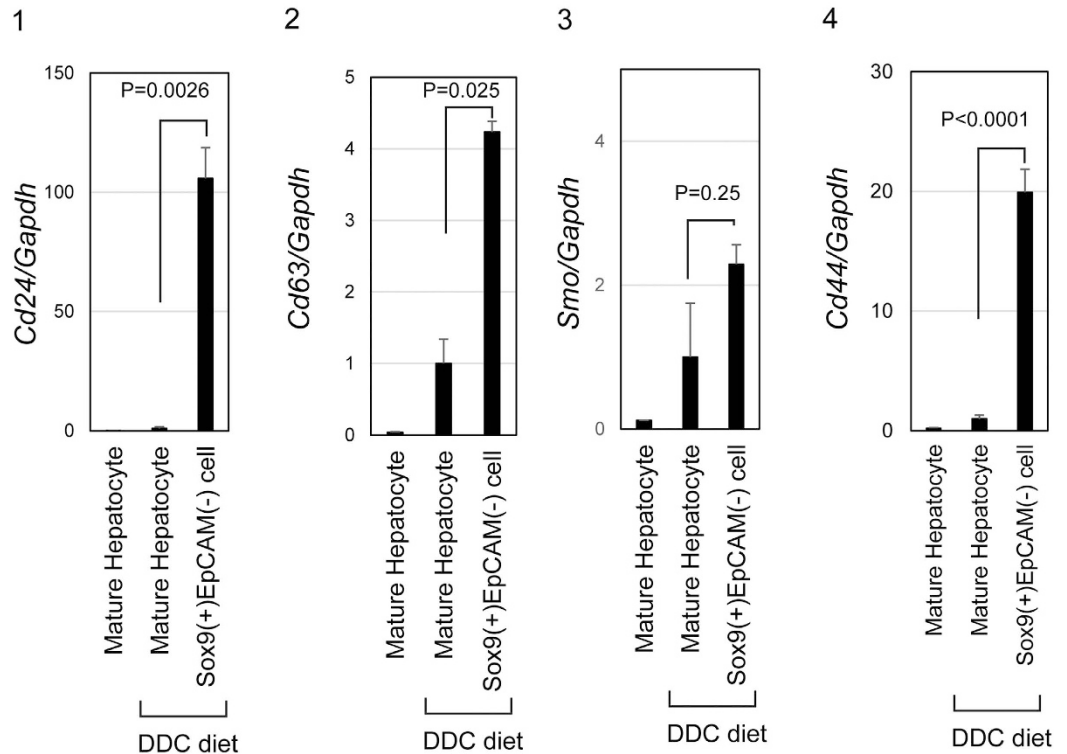 1
150
100
50
0
Cd24/Gapdh
P=0.0026
Mature Hepatocyte
Mature Hepatocyte
Sox9(+)EpCAM(-) cell
DDC diet
2
5
4
3
2
1
0
Cd63/Gapdh
P=0.025
Mature Hepatocyte
Mature Hepatocyte
Sox9(+)EpCAM(-) cell
DDC diet
3
4
2
0
Smo/Gapdh
P=0.25
Mature Hepatocyte
Mature Hepatocyte
Sox9(+)EpCAM(-) cell
DDC diet
4
30
20
10
0
Cd44/Gapdh
P<0.0001
Mature Hepatocyte
Mature Hepatocyte
Sox9(+)EpCAM(-) cell
DDC diet